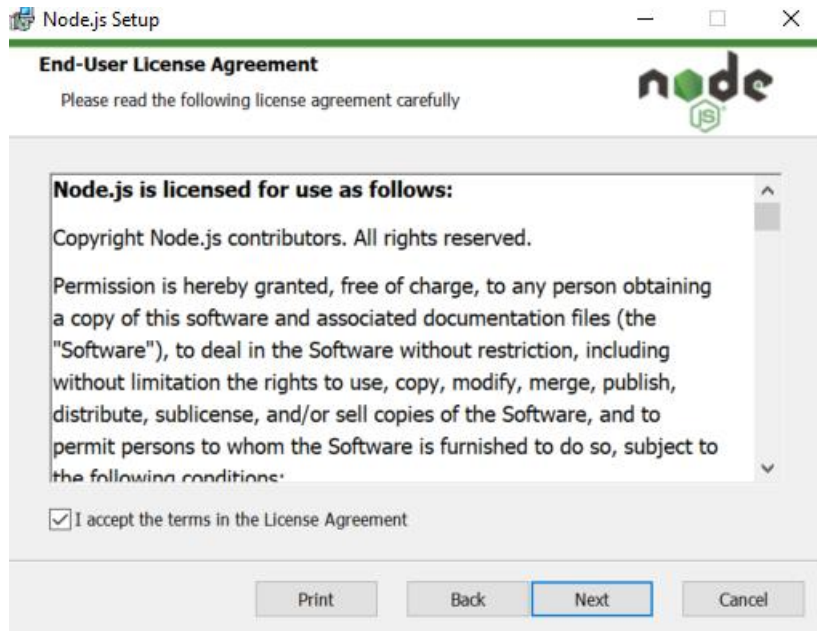 Node.js Setup
End-User License Agreement
Please read the following license agreement carefully
node
JS
Node.js is licensed for use as follows:
Copyright Node.js contributors. All rights reserved.
Permission is hereby granted, free of charge, to any person obtaining
a copy of this software and associated documentation files (the
"Software"), to deal in the Software without restriction, including
without limitation the rights to use, copy, modify, merge, publish,
distribute, sublicense, and/or sell copies of the Software, and to
permit persons to whom the Software is furnished to do so, subject to
the following conditions:
I accept the terms in the License Agreement
Print
Back
Next
Cancel